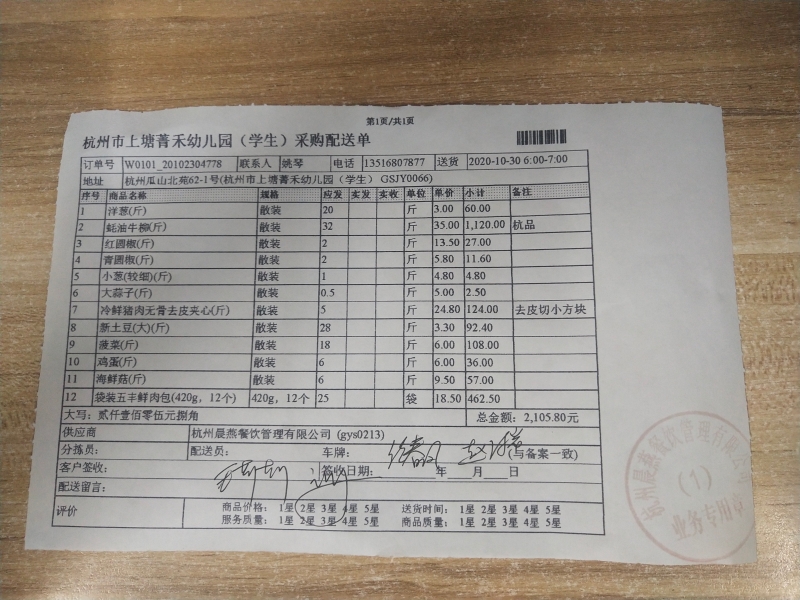 第1页/共1页
杭州市上塘菁禾幼儿园（学生）采购配送单
订单号 W0101_20102304778 联系人 姚琴 电话 13516807877 送货 2020-10-30 6:00-7:00
地址 杭州瓜山北苑62-1号(杭州市上塘菁禾幼儿园（学生） GSJY0066)
序号 商品名称 规格 应发 实发 实收 单位 单价 小计 备注
1 洋葱(斤) 散装 20 斤 3.00 60.00
2 蚝油牛柳(斤) 散装 32 斤 35.00 1,120.00 杭品
3 红圆椒(斤) 散装 2 斤 13.50 27.00
4 青圆椒(斤) 散装 2 斤 5.80 11.60
5 小葱(较细)(斤) 散装 1 斤 4.80 4.80
6 大蒜子(斤) 散装 0.5 斤 5.00 2.50
7 冷鲜猪肉无骨去皮夹心(斤) 散装 5 斤 24.80 124.00 去皮切小方块
8 新土豆(大)(斤) 散装 28 斤 3.30 92.40
9 菠菜(斤) 散装 18 斤 6.00 108.00
10 鸡蛋(斤) 散装 6 斤 6.00 36.00
11 海鲜菇(斤) 散装 6 斤 9.50 57.00
12 袋装五丰鲜肉包(420g，12个) 420g，12个 25 袋 18.50 462.50
大写：贰仟壹佰零伍元捌角 总金额：2,105.80元
供应商 杭州晨燕餐饮管理有限公司 (gys0213)
分拣员： 配送员： 车牌： 与备案一致)
客户签收： 签收日期： 年 月 日
配送留言：
评价 商品价格：1星 2星 3星 4星 5星 送货时间：1星 2星 3星 4星 5星
服务质量：1星 2星 3星 4星 5星 商品质量：1星 2星 3星 4星 5星
杭州晨燕餐饮管理有限公司
(1)
业务专用章